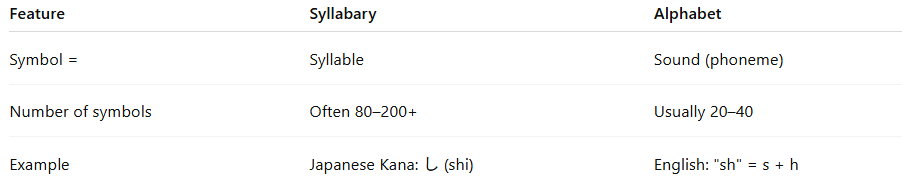 Feature Syllabary Alphabet
Symbol = Syllable Sound (phoneme)
Number of symbols Often 80–200+ Usually 20–40
Example Japanese Kana: し (shi) English: "sh" = s + h